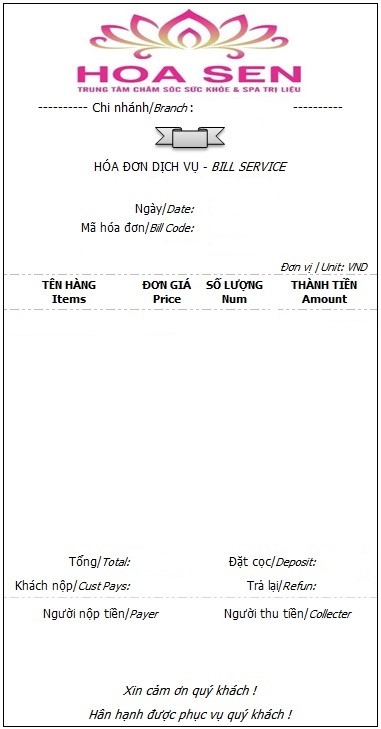 HOA SEN
TRUNG TÂM CHĂM SÓC SỨC KHỎE & SPA TRỊ LIỆU
---------- Chi nhánh/Branch : ----------
HÓA ĐƠN DỊCH VỤ - BILL SERVICE
Ngày/Date:
Mã hóa đơn/Bill Code:
Đơn vị | Unit: VND
TÊN HÀNG ĐƠN GIÁ SỐ LƯỢNG THÀNH TIỀN
Items Price Num Amount
Tổng/Total: Đặt cọc/Deposit:
Khách nộp/Cust Pays: Trả lại/Refun:
Người nộp tiền/Payer Người thu tiền/Collecter
Xin cảm ơn quý khách !
Hân hạnh được phục vụ quý khách !